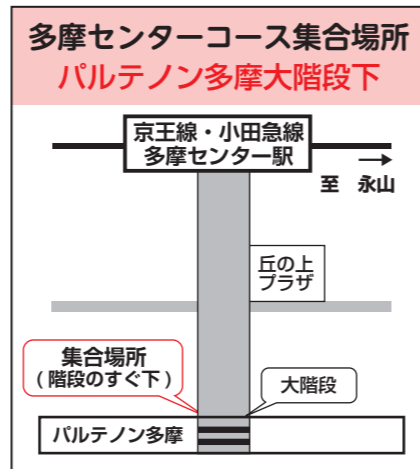 多摩センターコース集合場所
パルテノン多摩大階段下
京王線・小田急線
多摩センター駅
至 永山
丘の上
プラザ
集合場所
(階段のすぐ下)
大階段
パルテノン多摩